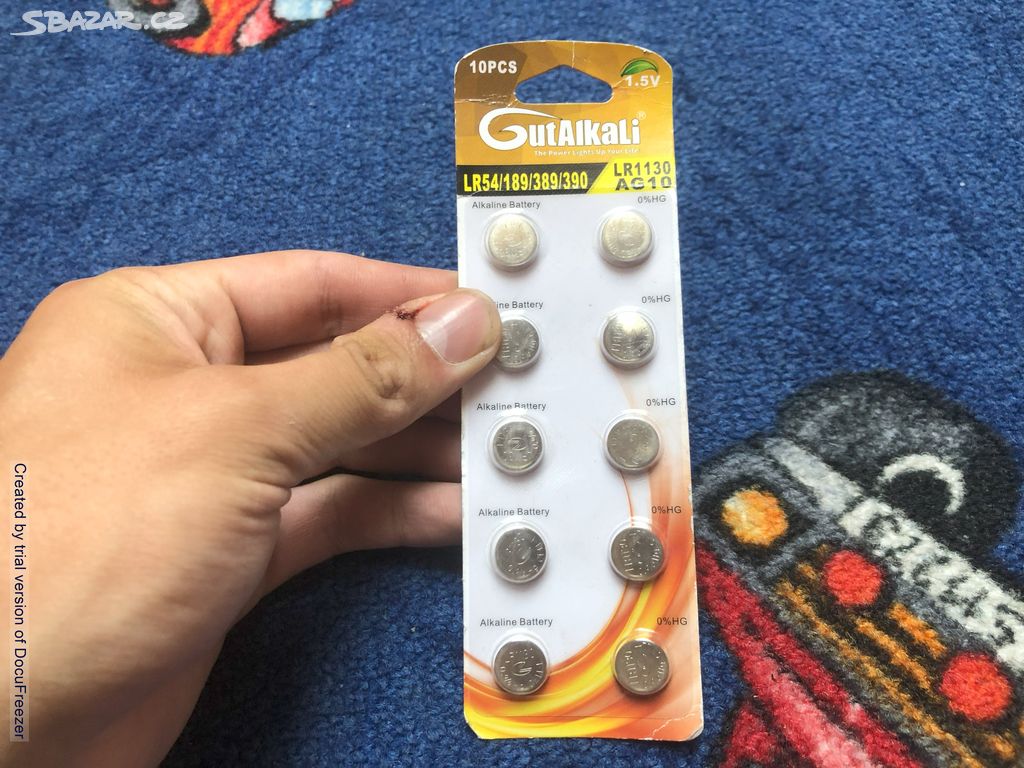 SBAZAR.CZ
10PCS
1.5V
GutAlkaLi®
The Power Lights Up Your Life
LR54/189/389/390
LR1130
AG10
Alkaline Battery
0%HG
ine Battery
0%HG
Alkaline Battery
0%HG
Alkaline Battery
0%HG
Alkaline Battery
0%HG
Created by trial version of DocuFreezer